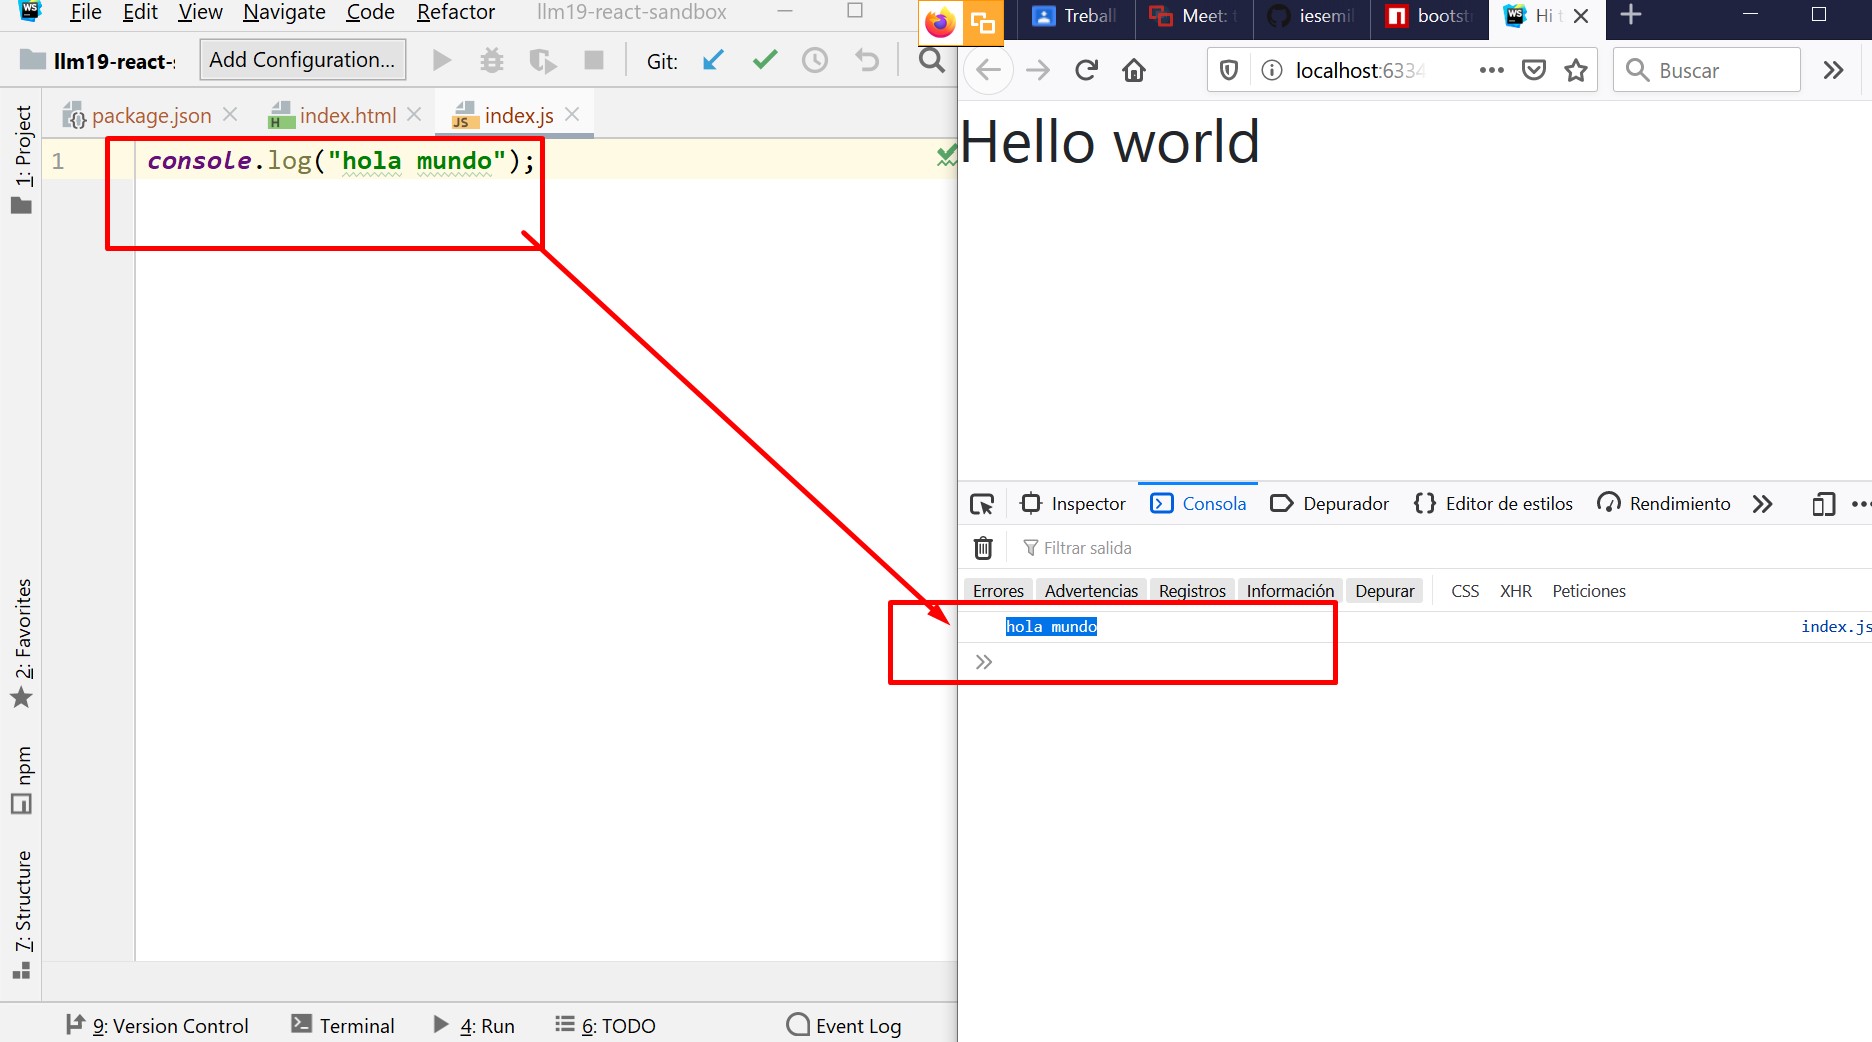 File Edit View Navigate Code Refactor llm19-react-sandbox
llm19-react- Add Configuration... Git:
package.json index.html index.js
1 console.log("hola mundo");
1: Project
2: Favorites
npm
7: Structure
9: Version Control Terminal 4: Run 6: TODO Event Log
Treball Meet: iesemil bootst Hi
localhost:6334 Buscar
Hello world
Inspector Consola Depurador Editor de estilos Rendimiento
Filtrar salida
Errores Advertencias Registros Información Depurar CSS XHR Peticiones
hola mundo index.js